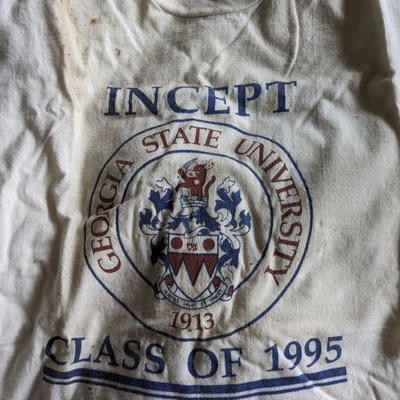 INCEPT
GEORGIA STATE UNIVERSITY
1913
CLASS OF 1995